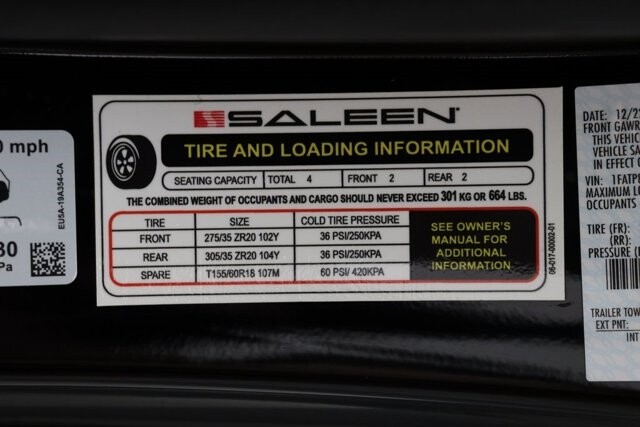 SALEEN
TIRE AND LOADING INFORMATION
SEATING CAPACITY TOTAL 4 FRONT 2 REAR 2
THE COMBINED WEIGHT OF OCCUPANTS AND CARGO SHOULD NEVER EXCEED 301 KG OR 664 LBS.
TIRE SIZE COLD TIRE PRESSURE
FRONT 275/35 ZR20 102Y 36 PSI/250KPA
REAR 305/35 ZR20 104Y 36 PSI/250KPA
SPARE T155/60R18 107M 60 PSI/ 420KPA
SEE OWNER'S
MANUAL FOR
ADDITIONAL
INFORMATION
06-017-00002-01
mph
EU5A-19A354-CA
30
Pa
DATE: 12/2
FRONT GAWR
THIS VEHIC
VEHICLE SA
IN EFFECT
VIN: 1FATP
MAXIMUM
OCCUPANTS
TIRE (FR):
(RR):
PRESSURE
TRAILER TOW
EXT PNT:
INT